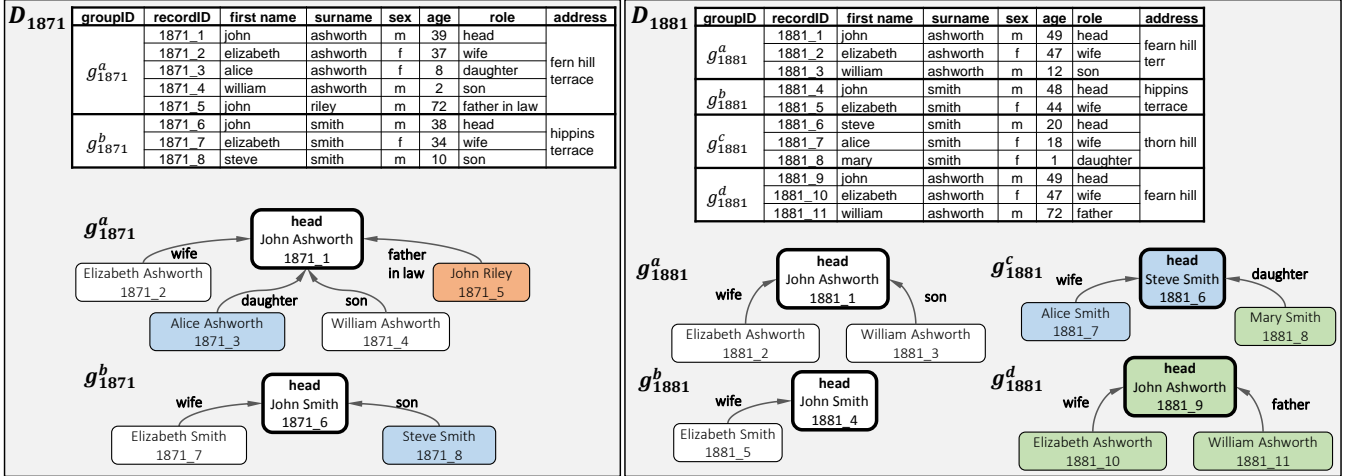 D1871
groupID recordID first name surname sex age role address
g^a_1871
1871_1 john ashworth m 39 head
1871_2 elizabeth ashworth f 37 wife
1871_3 alice ashworth f 8 daughter
1871_4 william ashworth m 2 son
1871_5 john riley m 72 father in law
fern hill
terrace
g^b_1871
1871_6 john smith m 38 head
1871_7 elizabeth smith f 34 wife
1871_8 steve smith m 10 son
hippins
terrace
g^a_1871
head
John Ashworth
1871_1
wife
Elizabeth Ashworth
1871_2
daughter
Alice Ashworth
1871_3
son
William Ashworth
1871_4
father
in law
John Riley
1871_5
g^b_1871
head
John Smith
1871_6
wife
Elizabeth Smith
1871_7
son
Steve Smith
1871_8
D1881
groupID recordID first name surname sex age role address
g^a_1881
1881_1 john ashworth m 49 head
1881_2 elizabeth ashworth f 47 wife
1881_3 william ashworth m 12 son
fearn hill
terr
g^b_1881
1881_4 john smith m 48 head
1881_5 elizabeth smith f 44 wife
hippins
terrace
g^c_1881
1881_6 steve smith m 20 head
1881_7 alice smith f 18 wife
1881_8 mary smith f 1 daughter
thorn hill
g^d_1881
1881_9 john ashworth m 49 head
1881_10 elizabeth ashworth f 47 wife
1881_11 william ashworth m 72 father
fearn hill
g^a_1881
head
John Ashworth
1881_1
wife
Elizabeth Ashworth
1881_2
son
William Ashworth
1881_3
g^b_1881
head
John Smith
1881_4
wife
Elizabeth Smith
1881_5
g^c_1881
head
Steve Smith
1881_6
wife
Alice Smith
1881_7
daughter
Mary Smith
1881_8
g^d_1881
head
John Ashworth
1881_9
wife
Elizabeth Ashworth
1881_10
father
William Ashworth
1881_11